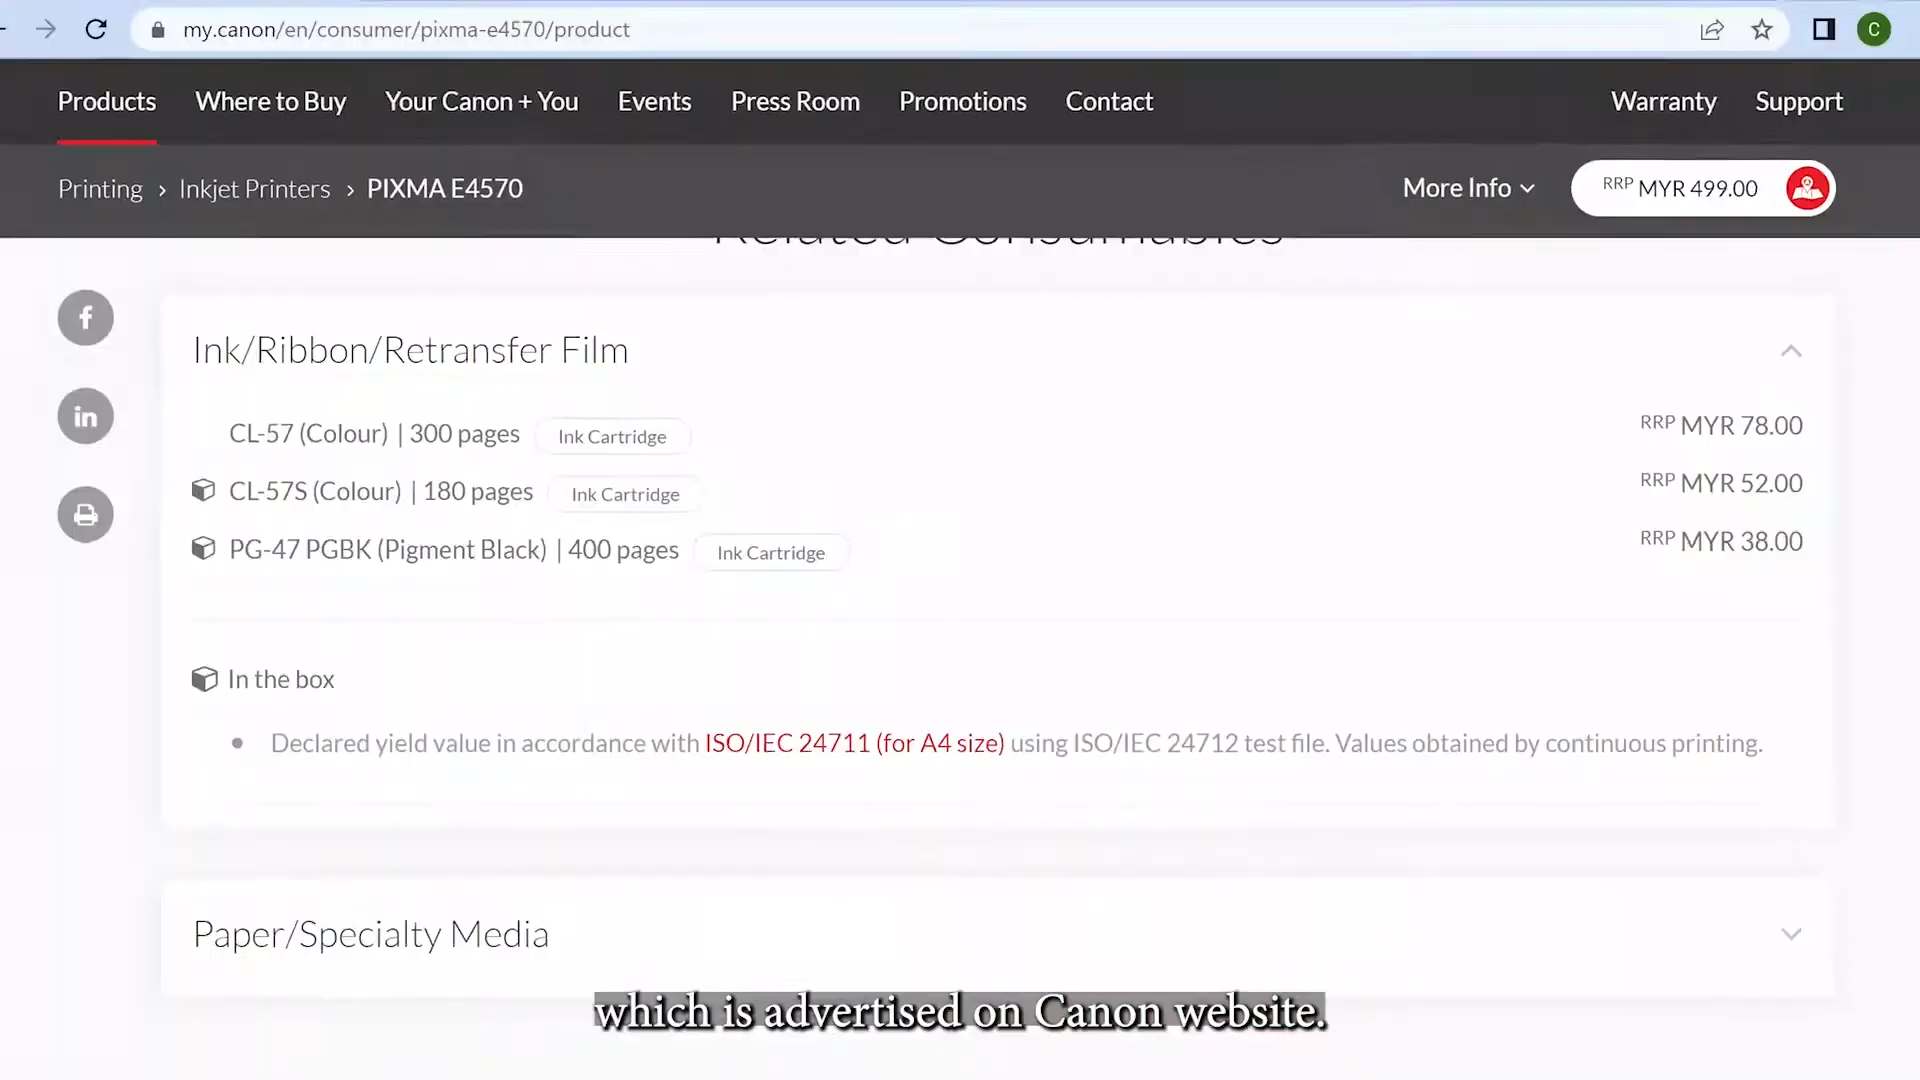 my.canon/en/consumer/pixma-e4570/product
C
Products Where to Buy Your Canon + You Events Press Room Promotions Contact Warranty Support
Printing > Inkjet Printers > PIXMA E4570 More Info RRP MYR 499.00
Related Consumables
Ink/Ribbon/Retransfer Film
CL-57 (Colour) | 300 pages Ink Cartridge RRP MYR 78.00
CL-57S (Colour) | 180 pages Ink Cartridge RRP MYR 52.00
PG-47 PGBK (Pigment Black) | 400 pages Ink Cartridge RRP MYR 38.00
In the box
• Declared yield value in accordance with ISO/IEC 24711 (for A4 size) using ISO/IEC 24712 test file. Values obtained by continuous printing.
Paper/Specialty Media
which is advertised on Canon website.